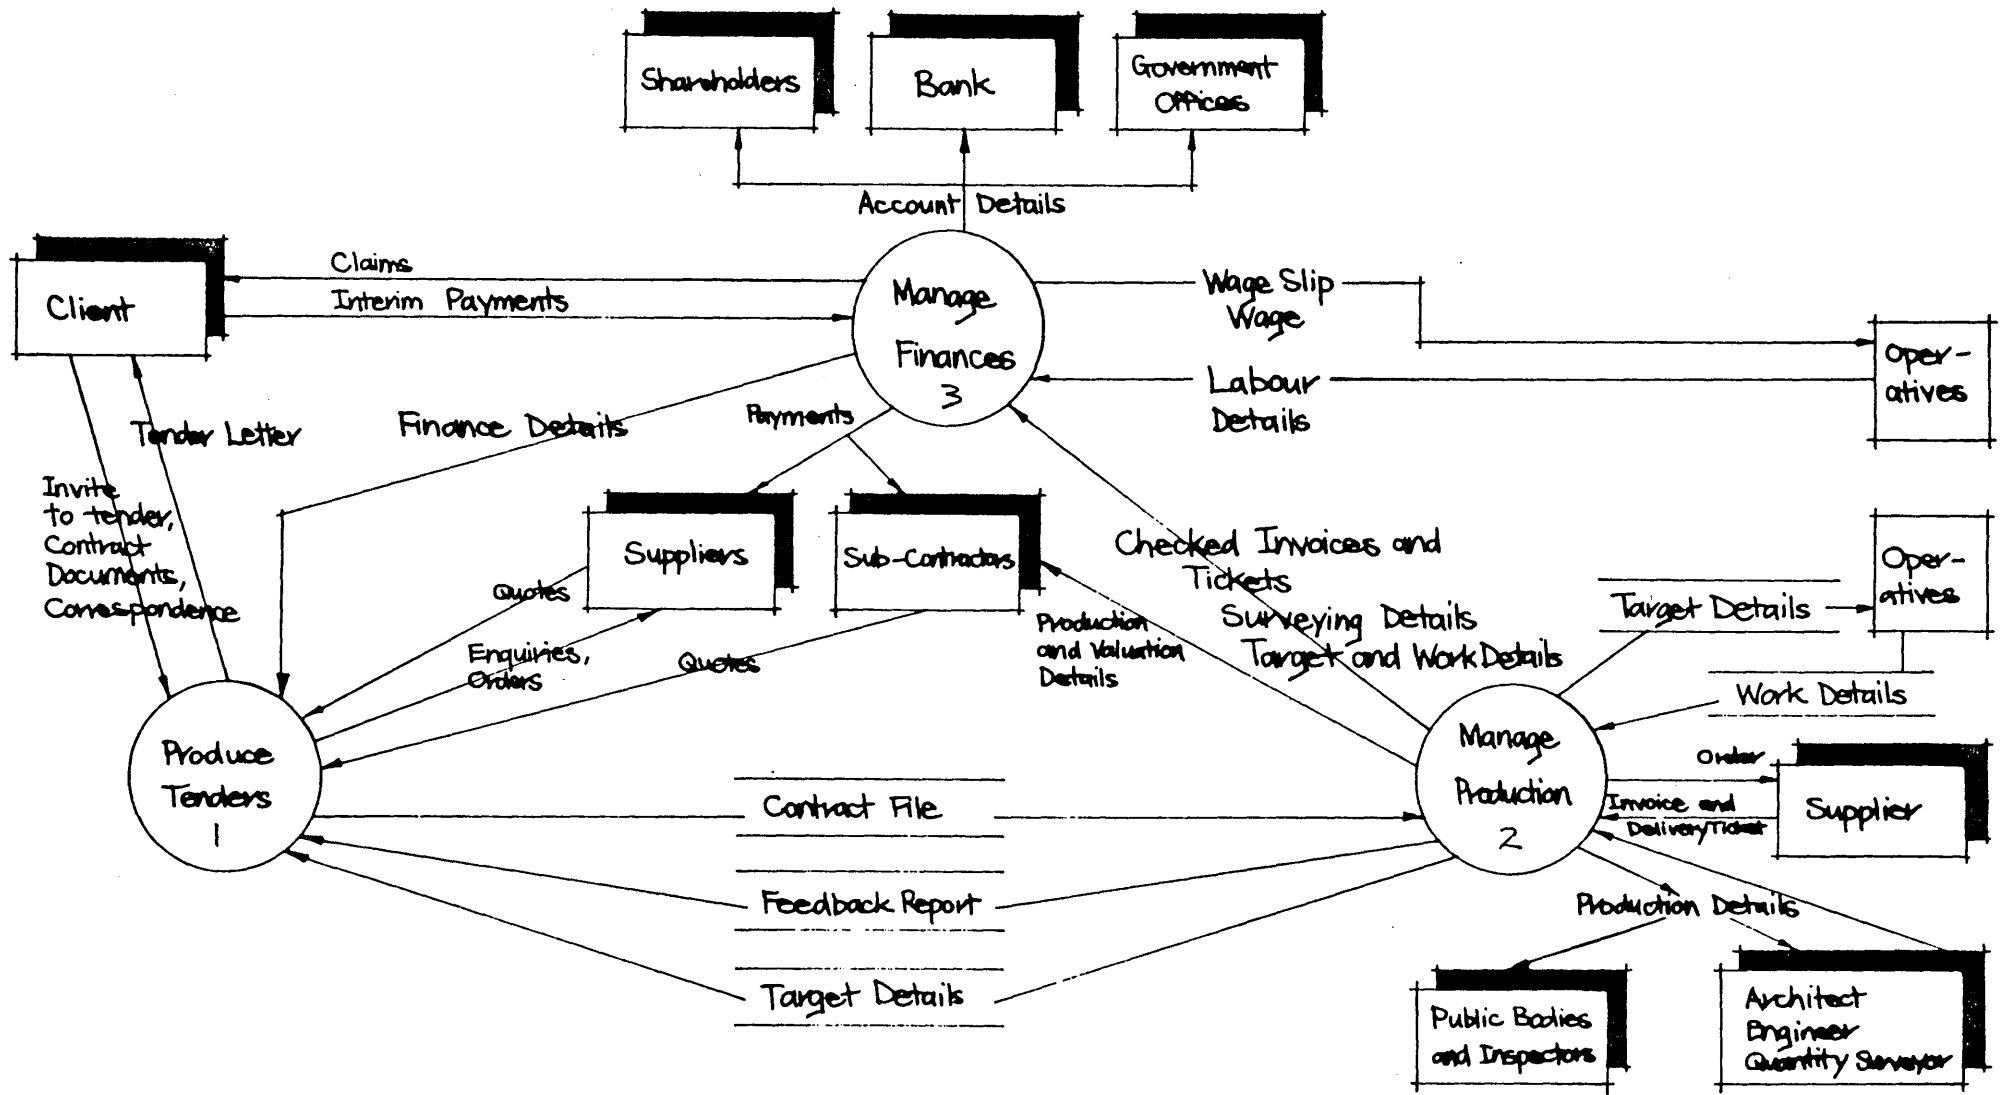 Shareholders
Bank
Government
Offices
Account Details
Client
Claims
Interim Payments
Manage
Finances
3
Wage Slip
Wage
Labour
Details
Oper-
atives
Tender Letter
Finance Details
Payments
Invite
to tender,
Contract
Documents,
Correspondence
Suppliers
Sub-Contractors
Quotes
Enquiries,
Orders
Quotes
Checked Invoices and
Tickets
Surveying Details
Target and Work Details
Production
and Valuation
Details
Oper-
atives
Target Details
Work Details
Produce
Tenders
1
Manage
Production
2
Order
Invoice and
Delivery Ticket
Supplier
Contract File
Feedback Report
Target Details
Production Details
Public Bodies
and Inspectors
Architect
Engineer
Quantity Surveyor